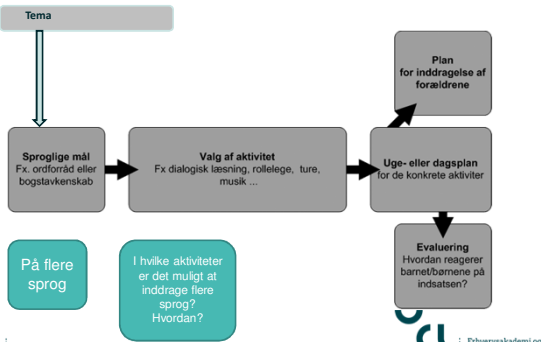 Tema
Plan
for inddragelse af
forældrene
Sproglige mål
Fx. ordforråd eller
bogstavkenskab
Valg af aktivitet
Fx dialogisk læsning, rollelege, ture,
musik ...
Uge- eller dagsplan
for de konkrete aktiviter
På flere
sprog
I hvilke aktiviteter
er det muligt at
inddrage flere
sprog?
Hvordan?
Evaluering
Hvordan reagerer
barnet/børnene på
indsatsen?